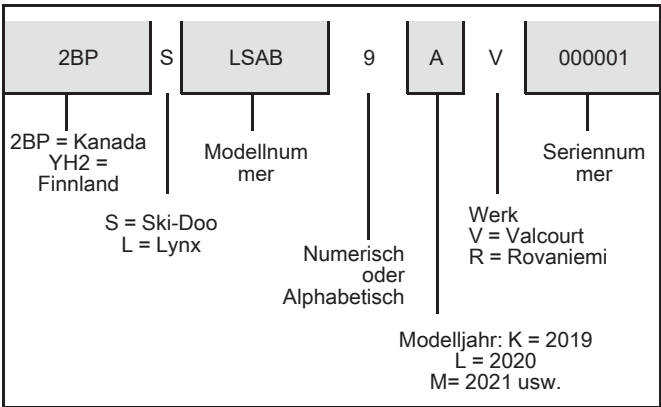 2BP S LSAB 9 A V 000001
2BP = Kanada
YH2 =
Finnland
Modellnum
mer
Seriennum
mer
S = Ski-Doo
L = Lynx
Werk
V = Valcourt
R = Rovaniemi
Numerisch
oder
Alphabetisch
Modelljahr: K = 2019
L = 2020
M= 2021 usw.